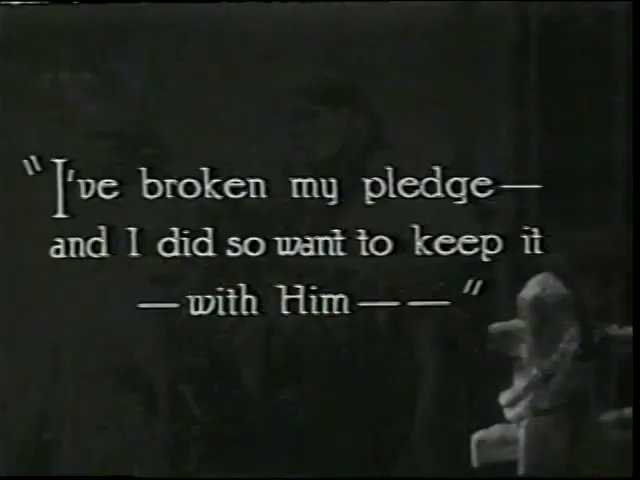 "I've broken my pledge—
and I did so want to keep it
—with Him— —"